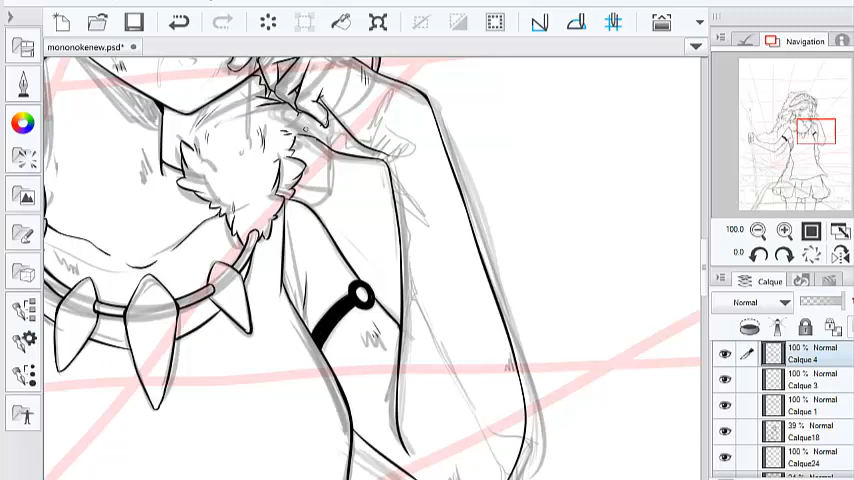 mononokenew.psd*
Navigation
100.0
0.0
Calque
Normal
100 % Normal
Calque 4
100 % Normal
Calque 3
100 % Normal
Calque 1
39 % Normal
Calque18
100 % Normal
Calque24